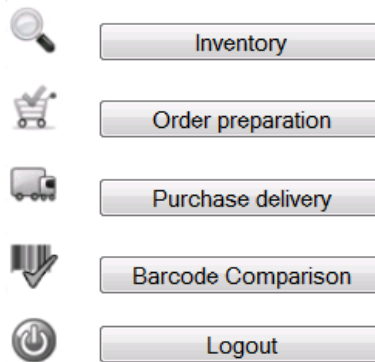 Inventory
Order preparation
Purchase delivery
Barcode Comparison
Logout